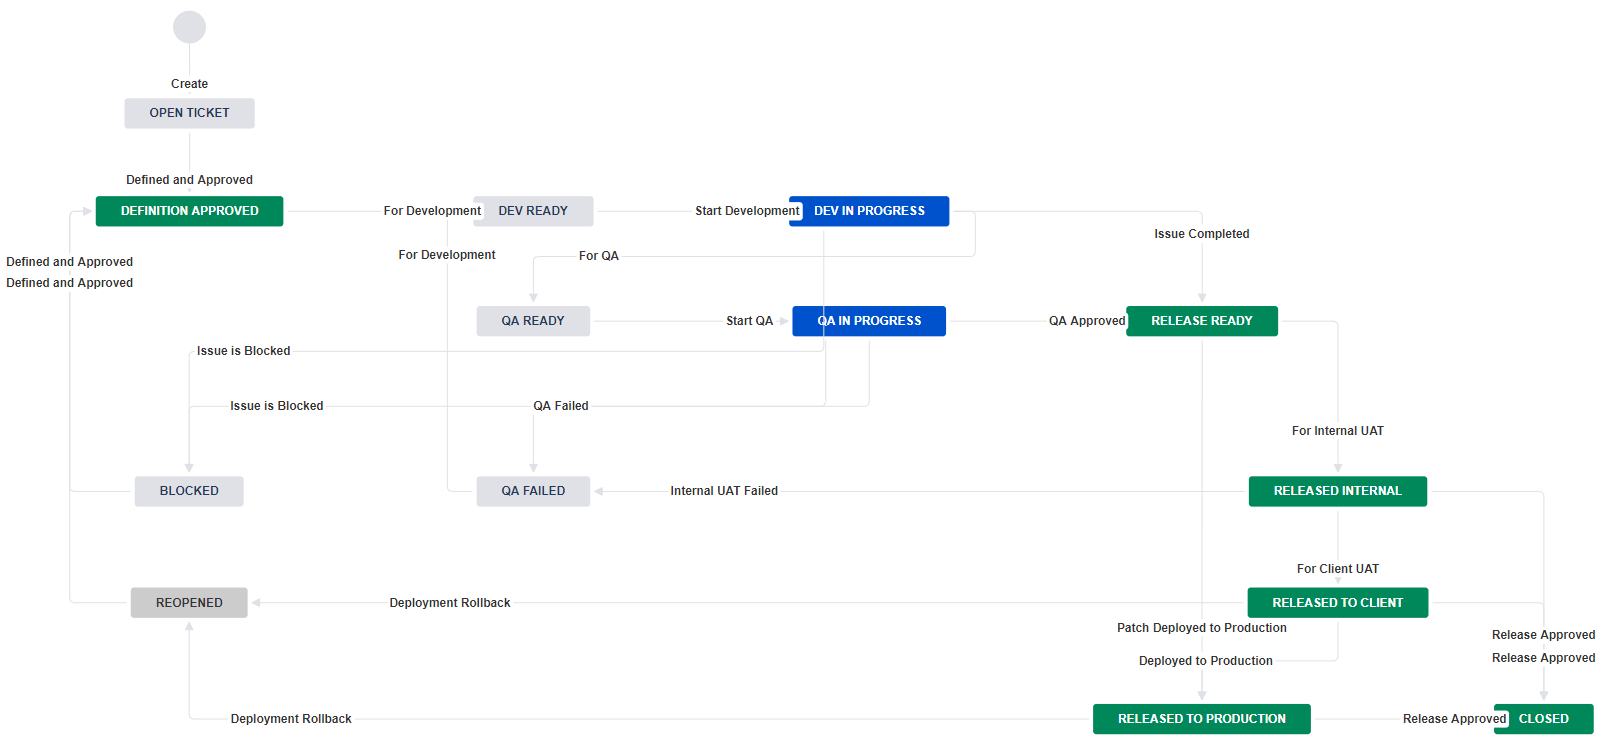 Create
OPEN TICKET
Defined and Approved
DEFINITION APPROVED
For Development
DEV READY
Start Development
DEV IN PROGRESS
Issue Completed
For Development
For QA
Defined and Approved
Defined and Approved
QA READY
Start QA
QA IN PROGRESS
QA Approved
RELEASE READY
Issue is Blocked
Issue is Blocked
QA Failed
For Internal UAT
BLOCKED
QA FAILED
Internal UAT Failed
RELEASED INTERNAL
For Client UAT
REOPENED
Deployment Rollback
RELEASED TO CLIENT
Patch Deployed to Production
Release Approved
Deployed to Production
Release Approved
Deployment Rollback
RELEASED TO PRODUCTION
Release Approved
CLOSED